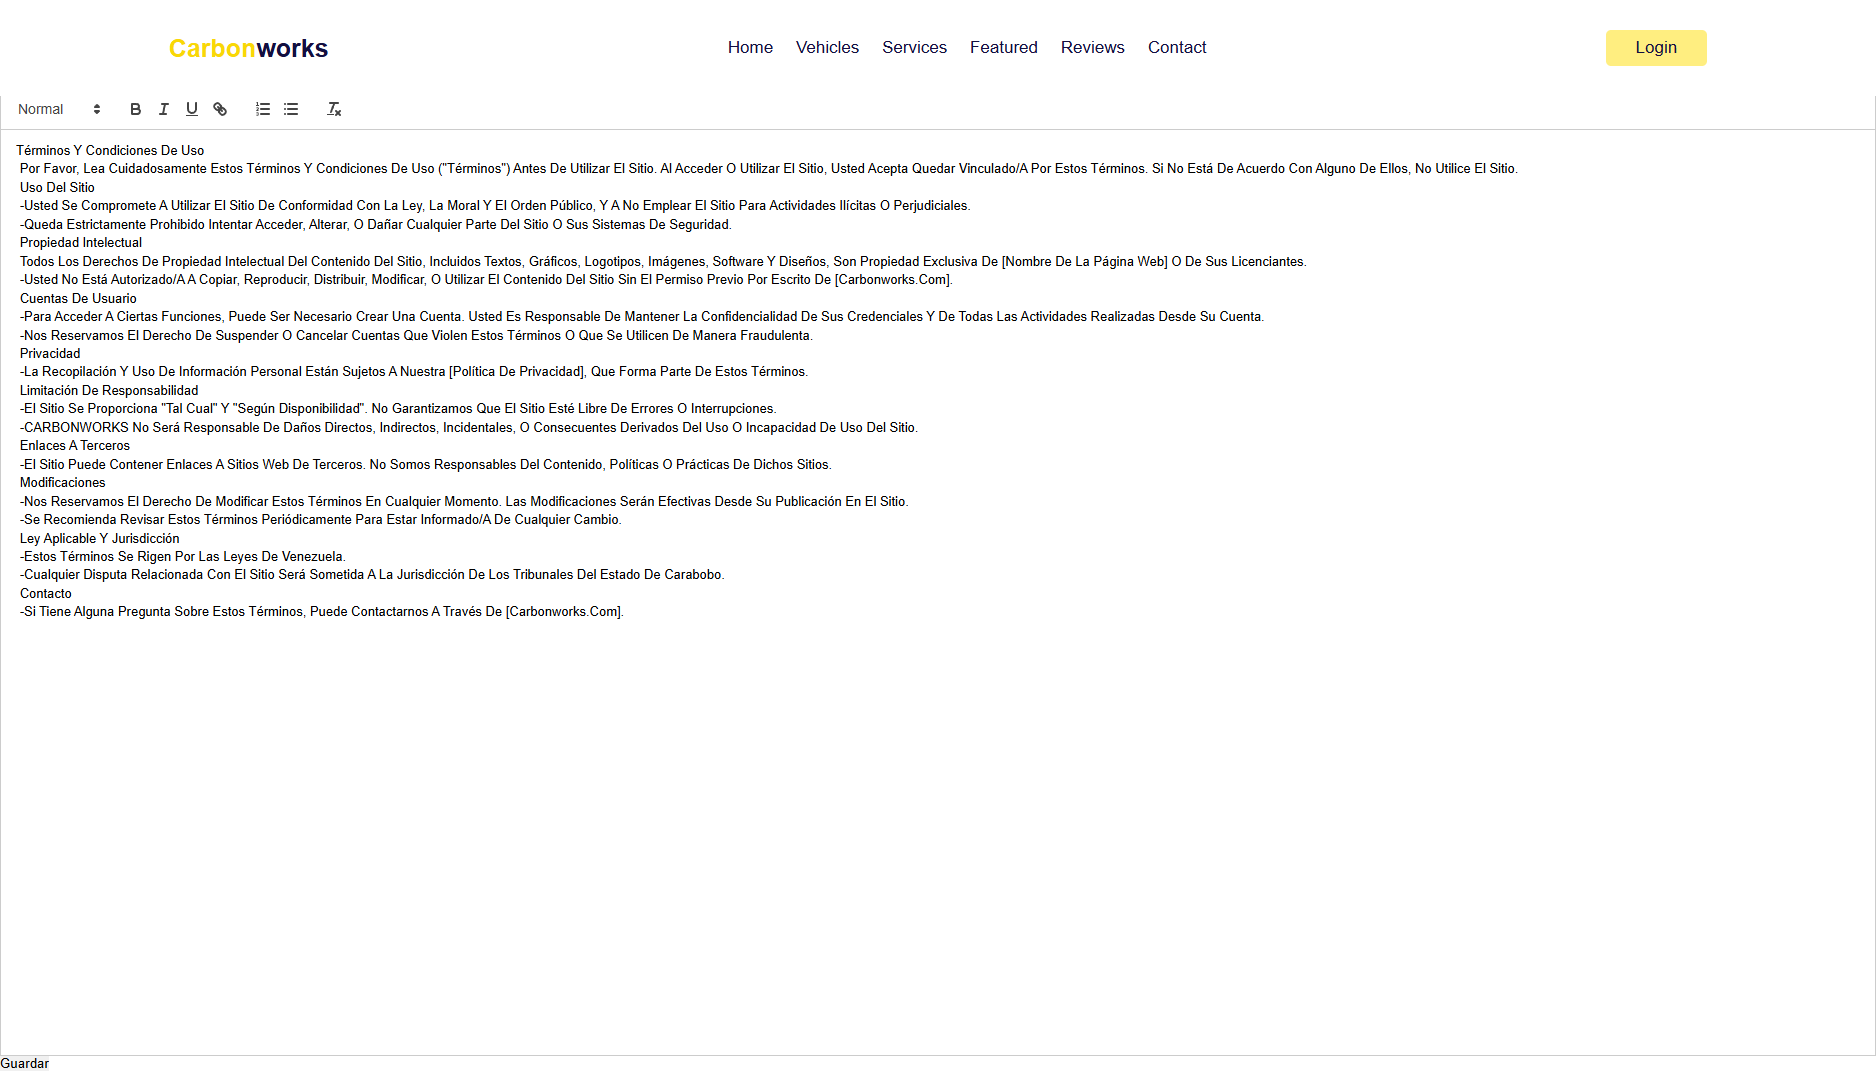 Carbonworks
Home Vehicles Services Featured Reviews Contact
Login
Normal
Términos Y Condiciones De Uso
Por Favor, Lea Cuidadosamente Estos Términos Y Condiciones De Uso ("Términos") Antes De Utilizar El Sitio. Al Acceder O Utilizar El Sitio, Usted Acepta Quedar Vinculado/A Por Estos Términos. Si No Está De Acuerdo Con Alguno De Ellos, No Utilice El Sitio.
Uso Del Sitio
-Usted Se Compromete A Utilizar El Sitio De Conformidad Con La Ley, La Moral Y El Orden Público, Y A No Emplear El Sitio Para Actividades Ilícitas O Perjudiciales.
-Queda Estrictamente Prohibido Intentar Acceder, Alterar, O Dañar Cualquier Parte Del Sitio O Sus Sistemas De Seguridad.
Propiedad Intelectual
Todos Los Derechos De Propiedad Intelectual Del Contenido Del Sitio, Incluidos Textos, Gráficos, Logotipos, Imágenes, Software Y Diseños, Son Propiedad Exclusiva De [Nombre De La Página Web] O De Sus Licenciantes.
-Usted No Está Autorizado/A A Copiar, Reproducir, Distribuir, Modificar, O Utilizar El Contenido Del Sitio Sin El Permiso Previo Por Escrito De [Carbonworks.Com].
Cuentas De Usuario
-Para Acceder A Ciertas Funciones, Puede Ser Necesario Crear Una Cuenta. Usted Es Responsable De Mantener La Confidencialidad De Sus Credenciales Y De Todas Las Actividades Realizadas Desde Su Cuenta.
-Nos Reservamos El Derecho De Suspender O Cancelar Cuentas Que Violen Estos Términos O Que Se Utilicen De Manera Fraudulenta.
Privacidad
-La Recopilación Y Uso De Información Personal Están Sujetos A Nuestra [Política De Privacidad], Que Forma Parte De Estos Términos.
Limitación De Responsabilidad
-El Sitio Se Proporciona "Tal Cual" Y "Según Disponibilidad". No Garantizamos Que El Sitio Esté Libre De Errores O Interrupciones.
-CARBONWORKS No Será Responsable De Daños Directos, Indirectos, Incidentales, O Consecuentes Derivados Del Uso O Incapacidad De Uso Del Sitio.
Enlaces A Terceros
-El Sitio Puede Contener Enlaces A Sitios Web De Terceros. No Somos Responsables Del Contenido, Políticas O Prácticas De Dichos Sitios.
Modificaciones
-Nos Reservamos El Derecho De Modificar Estos Términos En Cualquier Momento. Las Modificaciones Serán Efectivas Desde Su Publicación En El Sitio.
-Se Recomienda Revisar Estos Términos Periódicamente Para Estar Informado/A De Cualquier Cambio.
Ley Aplicable Y Jurisdicción
-Estos Términos Se Rigen Por Las Leyes De Venezuela.
-Cualquier Disputa Relacionada Con El Sitio Será Sometida A La Jurisdicción De Los Tribunales Del Estado De Carabobo.
Contacto
-Si Tiene Alguna Pregunta Sobre Estos Términos, Puede Contactarnos A Través De [Carbonworks.Com].
Guardar